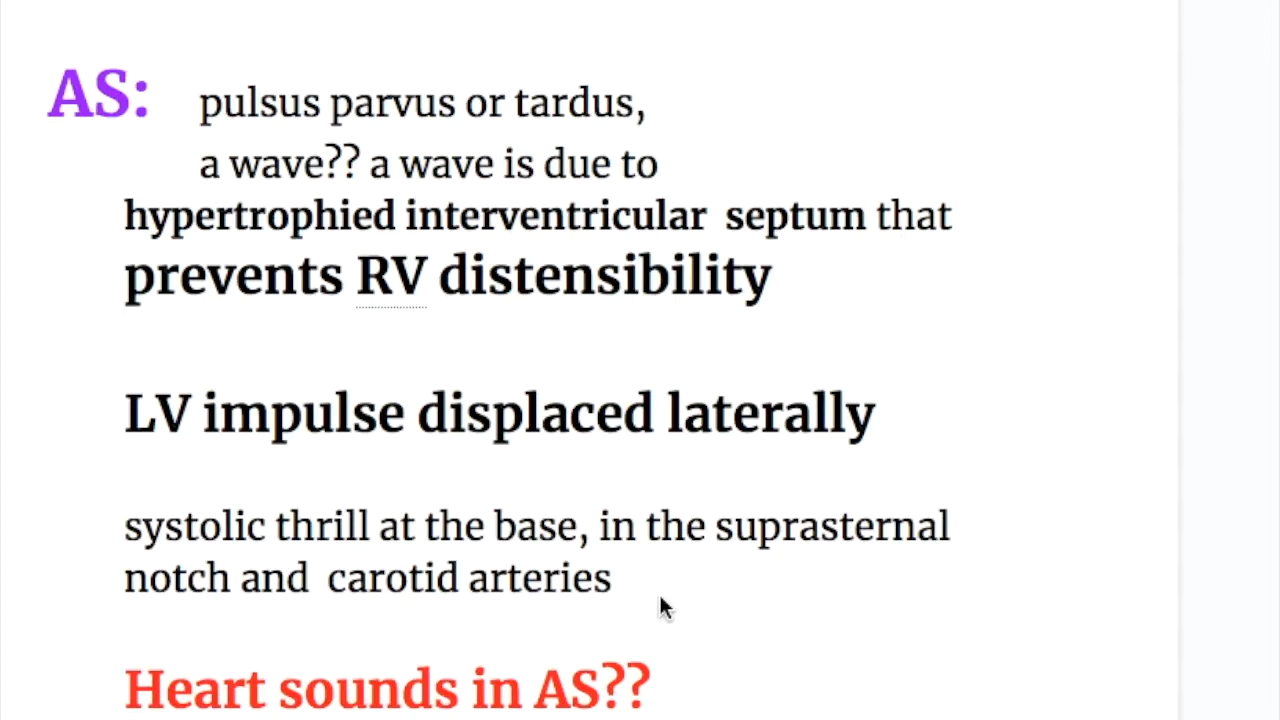 AS: pulsus parvus or tardus,
a wave?? a wave is due to
hypertrophied interventricular septum that
prevents RV distensibility
LV impulse displaced laterally
systolic thrill at the base, in the suprasternal
notch and carotid arteries
Heart sounds in AS??